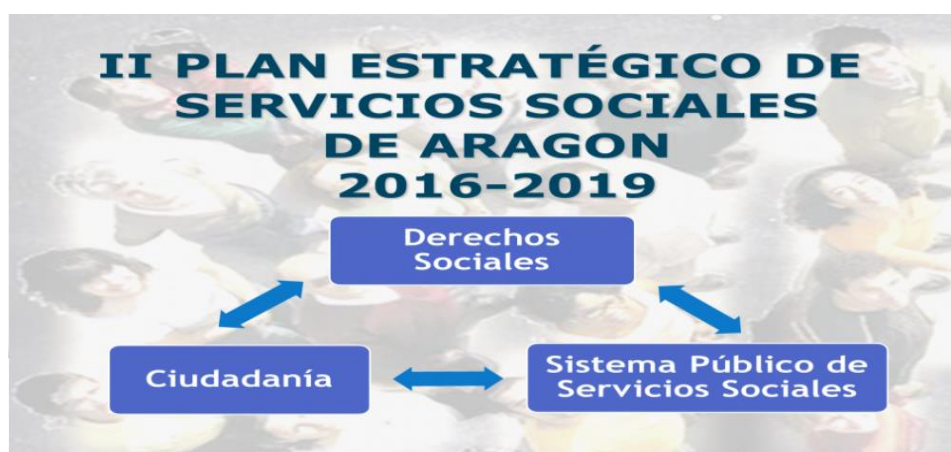 II PLAN ESTRATÉGICO DE
SERVICIOS SOCIALES
DE ARAGON
2016-2019
Derechos
Sociales
Ciudadanía
Sistema Público de
Servicios Sociales